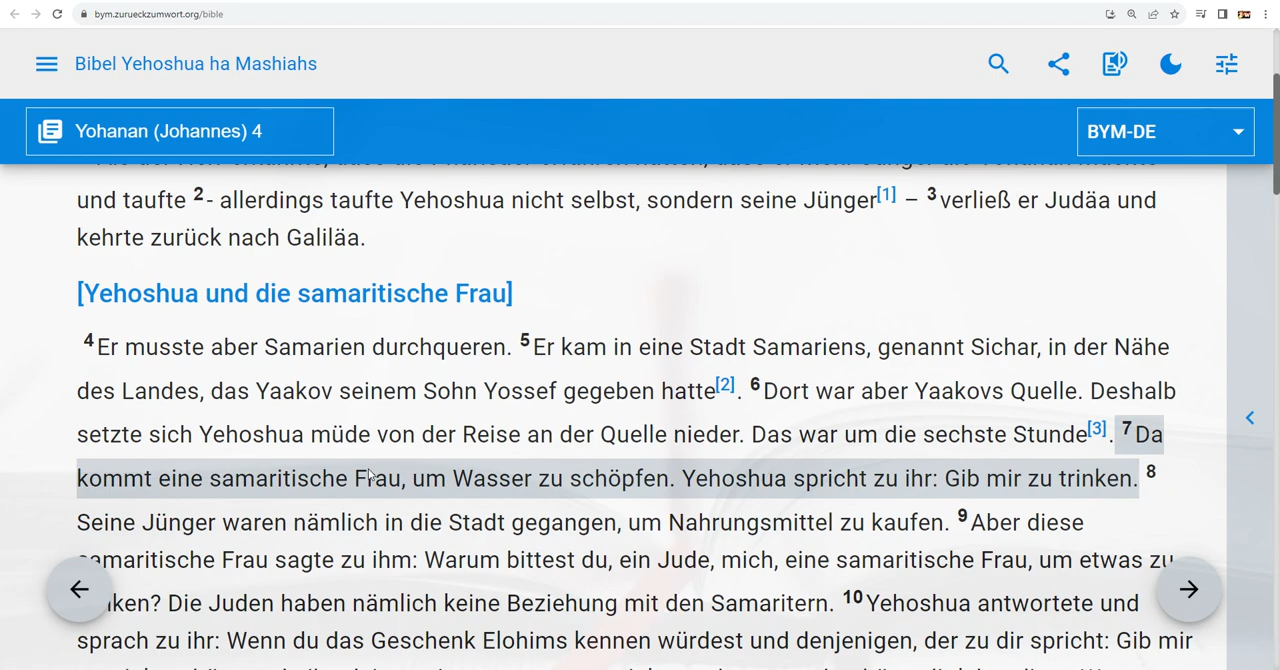 bym.zurueckzumwort.org/bible
Bibel Yehoshua ha Mashiahs
Yohanan (Johannes) 4
BYM-DE
und taufte 2 - allerdings taufte Yehoshua nicht selbst, sondern seine Jünger[1] – 3 verließ er Judäa und
kehrte zurück nach Galiläa.
[Yehoshua und die samaritische Frau]
4 Er musste aber Samarien durchqueren. 5 Er kam in eine Stadt Samariens, genannt Sichar, in der Nähe
des Landes, das Yaakov seinem Sohn Yossef gegeben hatte[2]. 6 Dort war aber Yaakovs Quelle. Deshalb
setzte sich Yehoshua müde von der Reise an der Quelle nieder. Das war um die sechste Stunde[3]. 7 Da
kommt eine samaritische Frau, um Wasser zu schöpfen. Yehoshua spricht zu ihr: Gib mir zu trinken. 8
Seine Jünger waren nämlich in die Stadt gegangen, um Nahrungsmittel zu kaufen. 9 Aber diese
samaritische Frau sagte zu ihm: Warum bittest du, ein Jude, mich, eine samaritische Frau, um etwas zu
Die Juden haben nämlich keine Beziehung mit den Samaritern. 10 Yehoshua antwortete und
sprach zu ihr: Wenn du das Geschenk Elohims kennen würdest und denjenigen, der zu dir spricht: Gib mir